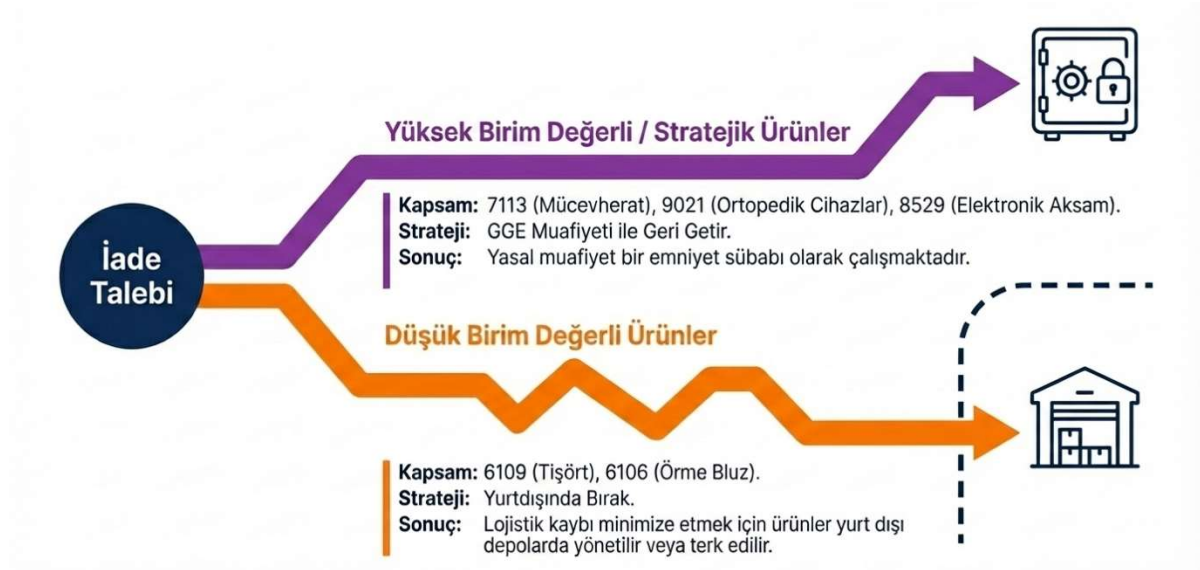 Yüksek Birim Değerli / Stratejik Ürünler
Kapsam: 7113 (Mücevherat), 9021 (Ortopedik Cihazlar), 8529 (Elektronik Aksam).
Strateji: GGE Muafiyeti ile Geri Getir.
Sonuç: Yasal muafiyet bir emniyet sübabı olarak çalışmaktadır.
İade
Talebi
Düşük Birim Değerli Ürünler
Kapsam: 6109 (Tişört), 6106 (Örme Bluz).
Strateji: Yurtdışında Bırak.
Sonuç: Lojistik kaybı minimize etmek için ürünler yurt dışı
depolarda yönetilir veya terk edilir.